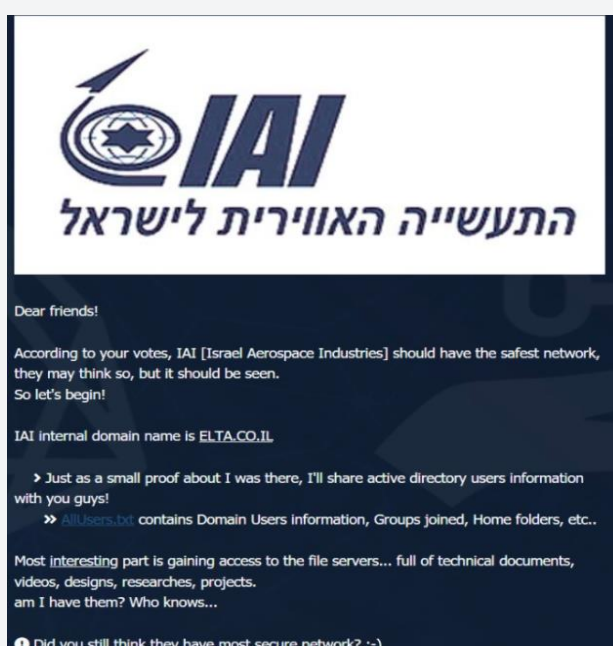 IAI
התעשייה האווירית לישראל
Dear friends!
According to your votes, IAI [Israel Aerospace Industries] should have the safest network,
they may think so, but it should be seen.
So let's begin!
IAI internal domain name is ELTA.CO.IL
> Just as a small proof about I was there, I'll share active directory users information
with you guys!
>> AllUsers.txt contains Domain Users information, Groups joined, Home folders, etc..
Most interesting part is gaining access to the file servers... full of technical documents,
videos, designs, researches, projects.
am I have them? Who knows...
Did you still think they have most secure network? :-)